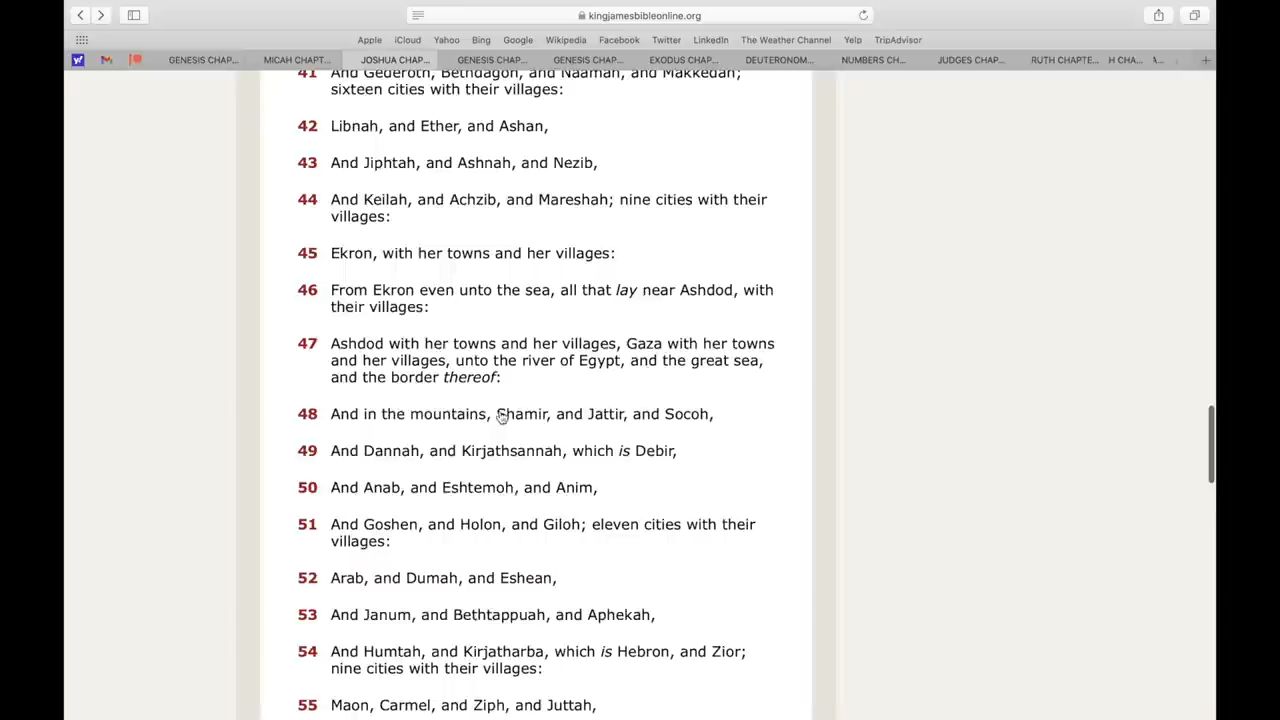 kingjamesbibleonline.org
Apple iCloud Yahoo Bing Google Wikipedia Facebook Twitter LinkedIn The Weather Channel Yelp TripAdvisor
GENESIS CHAP... MICAH CHAPT... JOSHUA CHAP... GENESIS CHAP... GENESIS CHAP... EXODUS CHAP... DEUTERONOM... NUMBERS CH... JUDGES CHAP... RUTH CHAPTE... H CHA...
41 And Gederoth, Bethdagon, and Naamah, and Makkedah;
sixteen cities with their villages:
42 Libnah, and Ether, and Ashan,
43 And Jiphtah, and Ashnah, and Nezib,
44 And Keilah, and Achzib, and Mareshah; nine cities with their
villages:
45 Ekron, with her towns and her villages:
46 From Ekron even unto the sea, all that lay near Ashdod, with
their villages:
47 Ashdod with her towns and her villages, Gaza with her towns
and her villages, unto the river of Egypt, and the great sea,
and the border thereof:
48 And in the mountains, Shamir, and Jattir, and Socoh,
49 And Dannah, and Kirjathsannah, which is Debir,
50 And Anab, and Eshtemoh, and Anim,
51 And Goshen, and Holon, and Giloh; eleven cities with their
villages:
52 Arab, and Dumah, and Eshean,
53 And Janum, and Bethtappuah, and Aphekah,
54 And Humtah, and Kirjatharba, which is Hebron, and Zior;
nine cities with their villages:
55 Maon, Carmel, and Ziph, and Juttah,